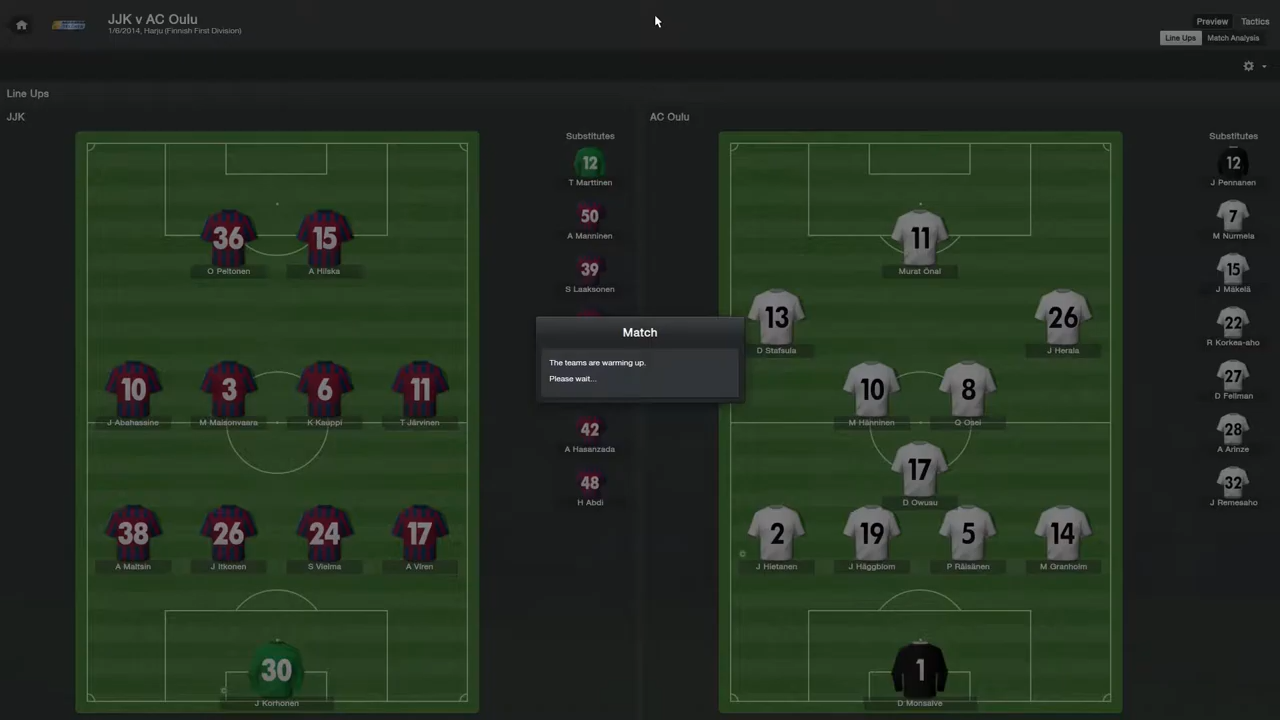 JJK v AC Oulu
1/6/2014, Harju (Finnish First Division)
Preview Tactics
Line Ups Match Analysis
Line Ups
JJK
Substitutes
36 15
O Peltonen A Hilska
10 3 6 11
J Abahassine M Maisonvaara K Kauppi T Järvinen
38 26 24 17
A Maltsin J Itkonen S Vielma A Viren
30
J Korhonen
12
T Marttinen
50
A Manninen
39
S Laaksonen
42
A Hasanzada
48
H Abdi
Match
The teams are warming up.
Please wait...
AC Oulu
Substitutes
11
Murat Önal
13 26
D Stafsula J Herala
10 8
M Hänninen O Osei
17
D Owusu
2 19 5 14
J Hietanen J Häggblom P Räisänen M Granholm
1
D Monsalve
12
J Pennanen
7
M Nurmela
15
J Mäkelä
22
R Korkea-aho
27
D Fellman
28
A Arinze
32
J Remesaho